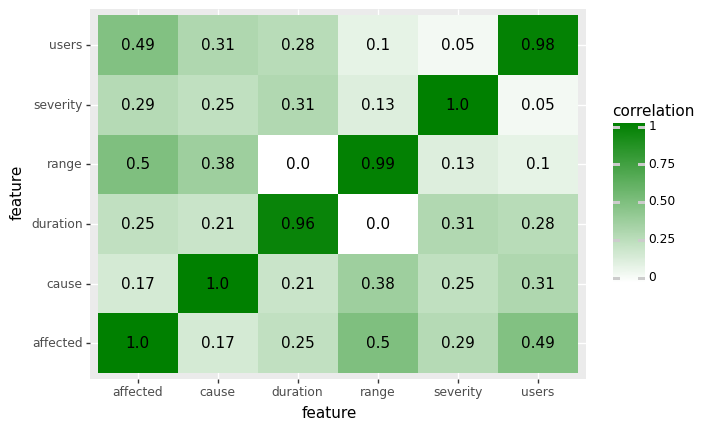 users 0.49 0.31 0.28 0.1 0.05 0.98
severity 0.29 0.25 0.31 0.13 1.0 0.05
range 0.5 0.38 0.0 0.99 0.13 0.1
duration 0.25 0.21 0.96 0.0 0.31 0.28
cause 0.17 1.0 0.21 0.38 0.25 0.31
affected 1.0 0.17 0.25 0.5 0.29 0.49
affected cause duration range severity users
feature
feature
correlation
1
0.75
0.50
0.25
0